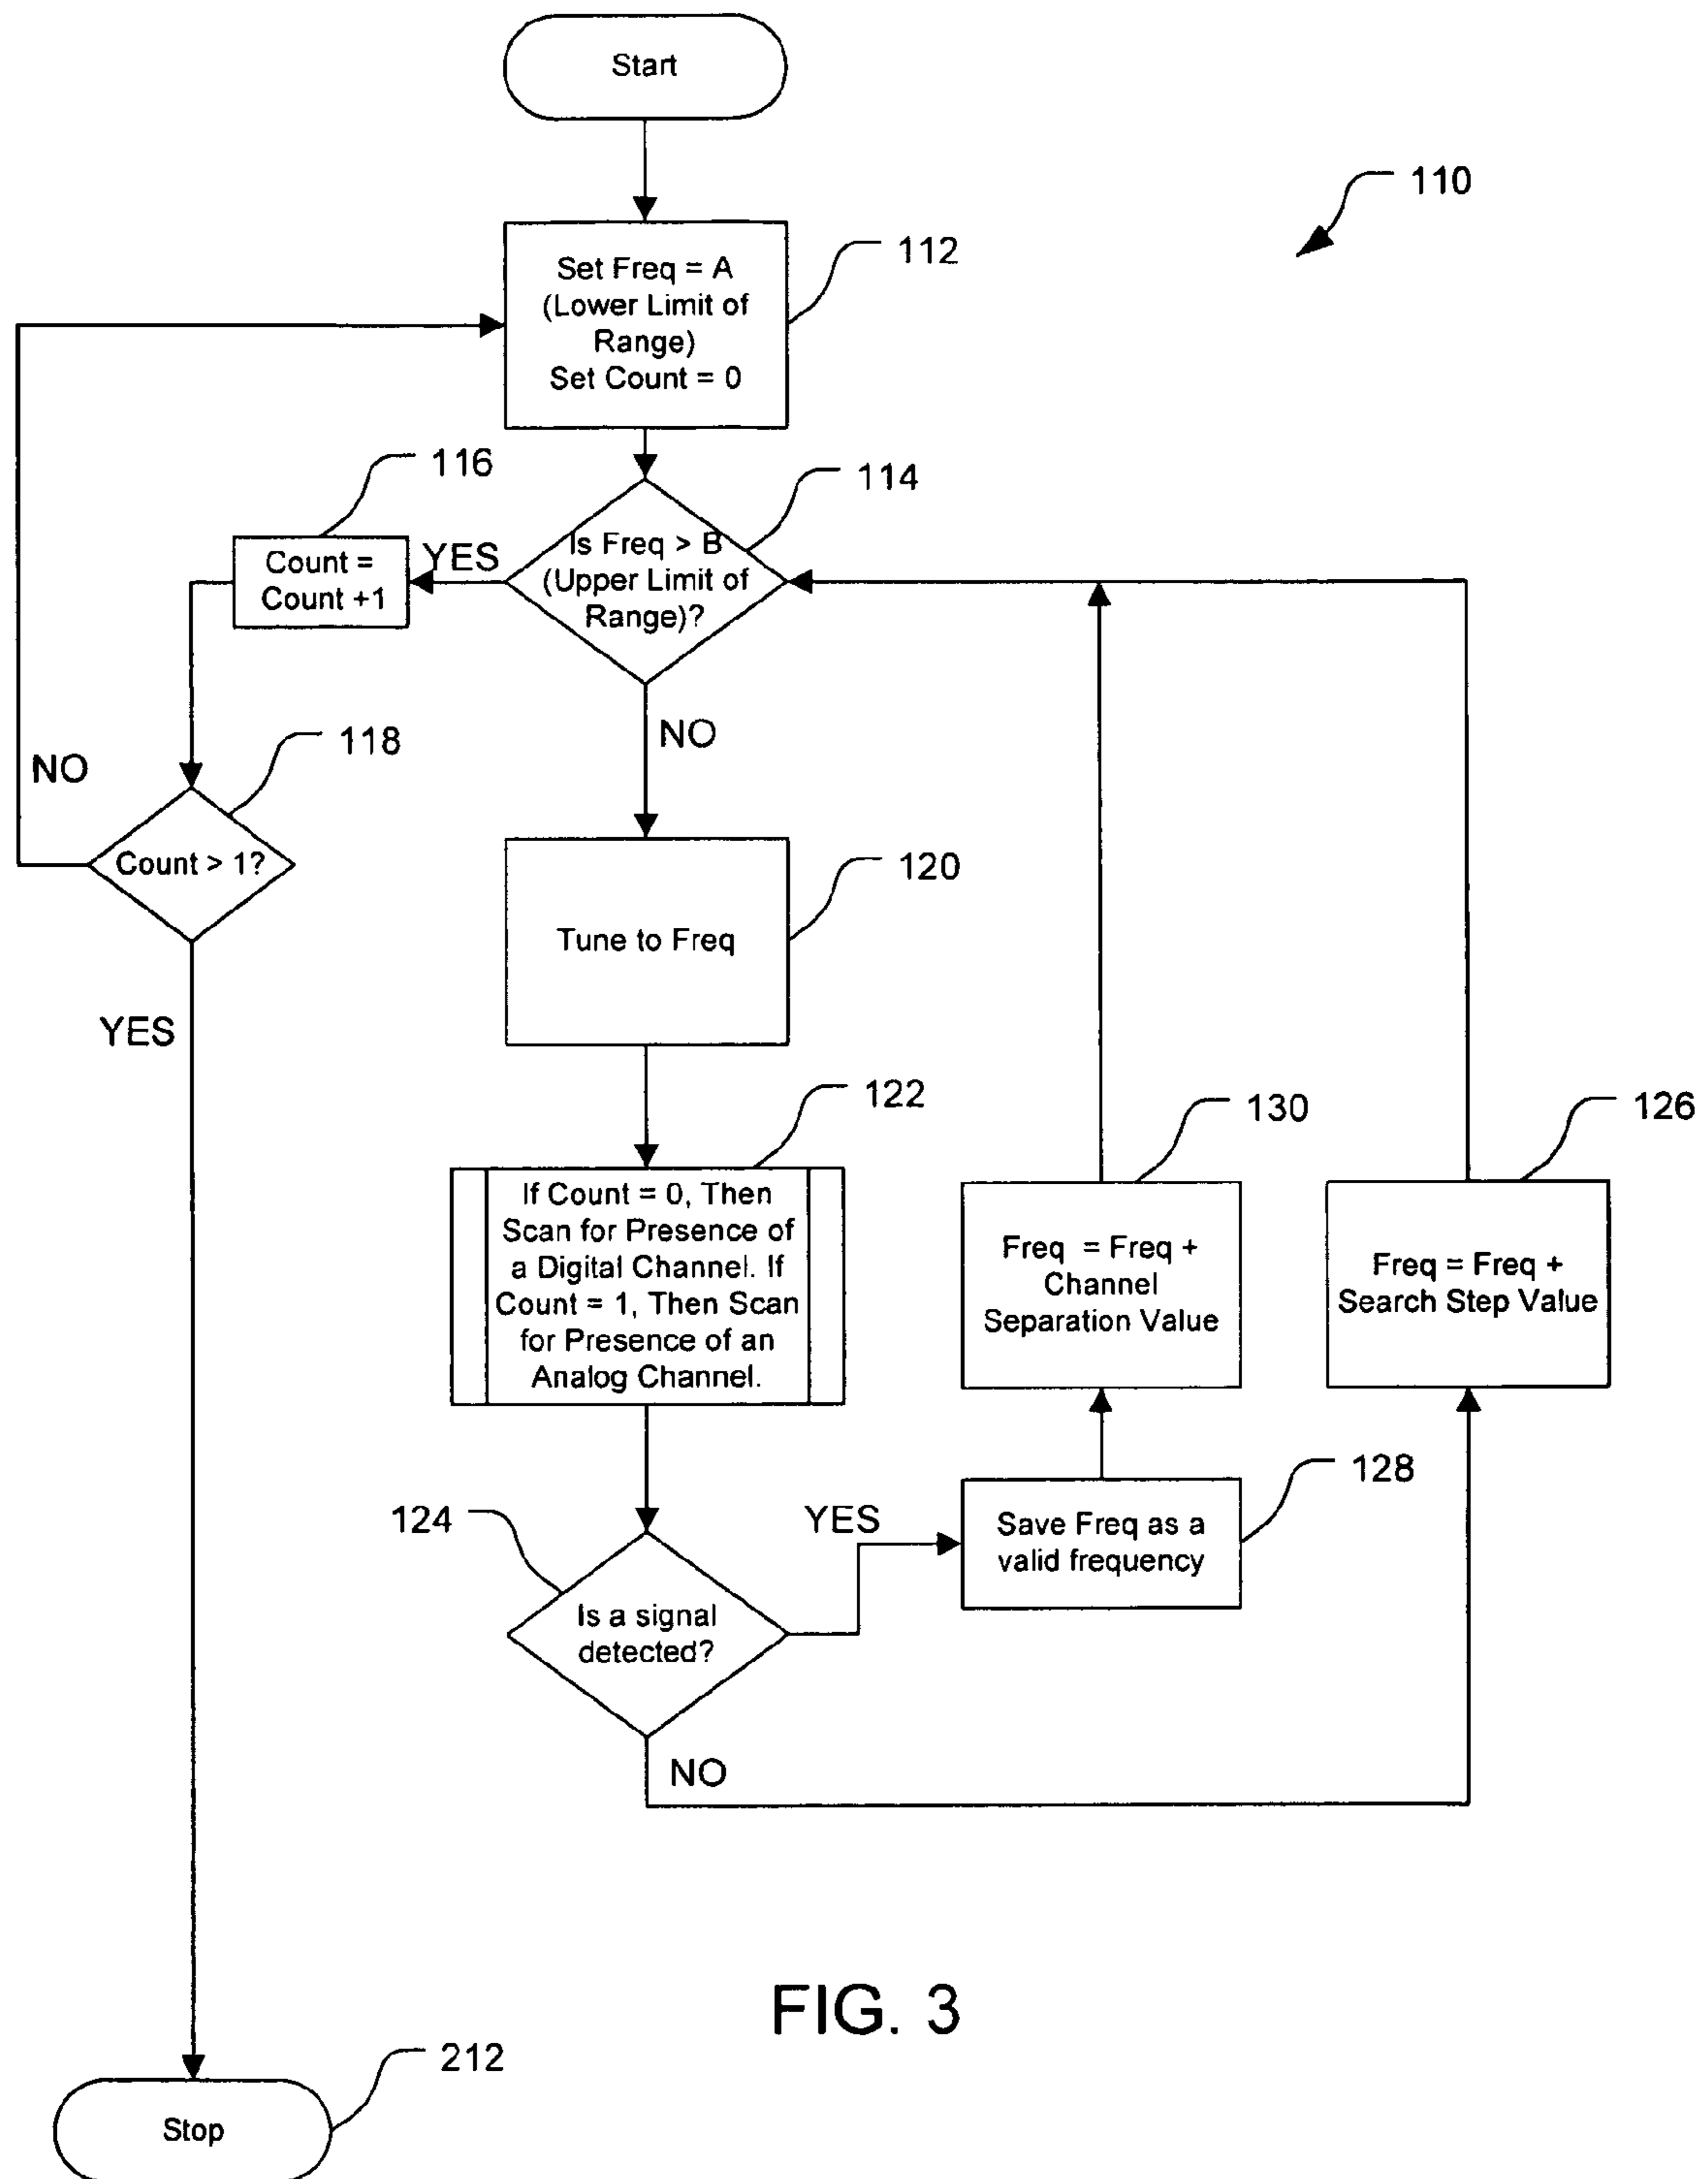 Start
110
112
Set Freq = A
(Lower Limit of
Range)
Set Count = 0
116
114
Count =
Count +1
YES
Is Freq > B
(Upper Limit of
Range)?
NO
118
NO
Count > 1?
120
Tune to Freq
YES
122
130
126
If Count = 0, Then
Scan for Presence of
a Digital Channel. If
Count = 1, Then Scan
for Presence of an
Analog Channel.
Freq = Freq +
Channel
Separation Value
Freq = Freq +
Search Step Value
124
YES
128
Save Freq as a
valid frequency
Is a signal
detected?
NO
FIG. 3
212
Stop